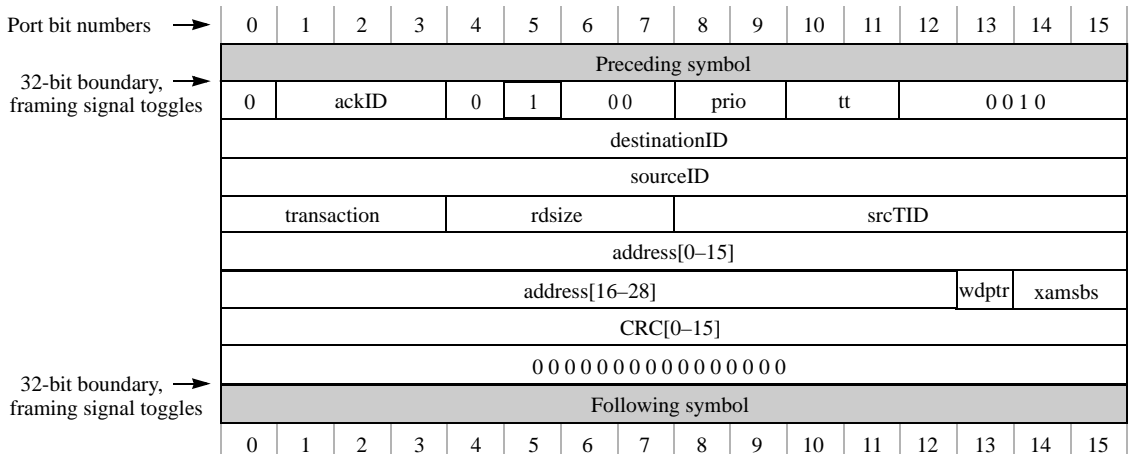 Port bit numbers 0 1 2 3 4 5 6 7 8 9 10 11 12 13 14 15
Preceding symbol
32-bit boundary,
framing signal toggles
0 ackID 0 1 0 0 prio tt 0 0 1 0
destinationID
sourceID
transaction rdsize srcTID
address[0–15]
address[16–28] wdptr xamsbs
CRC[0–15]
0 0 0 0 0 0 0 0 0 0 0 0 0 0 0 0
32-bit boundary,
framing signal toggles
Following symbol
0 1 2 3 4 5 6 7 8 9 10 11 12 13 14 15